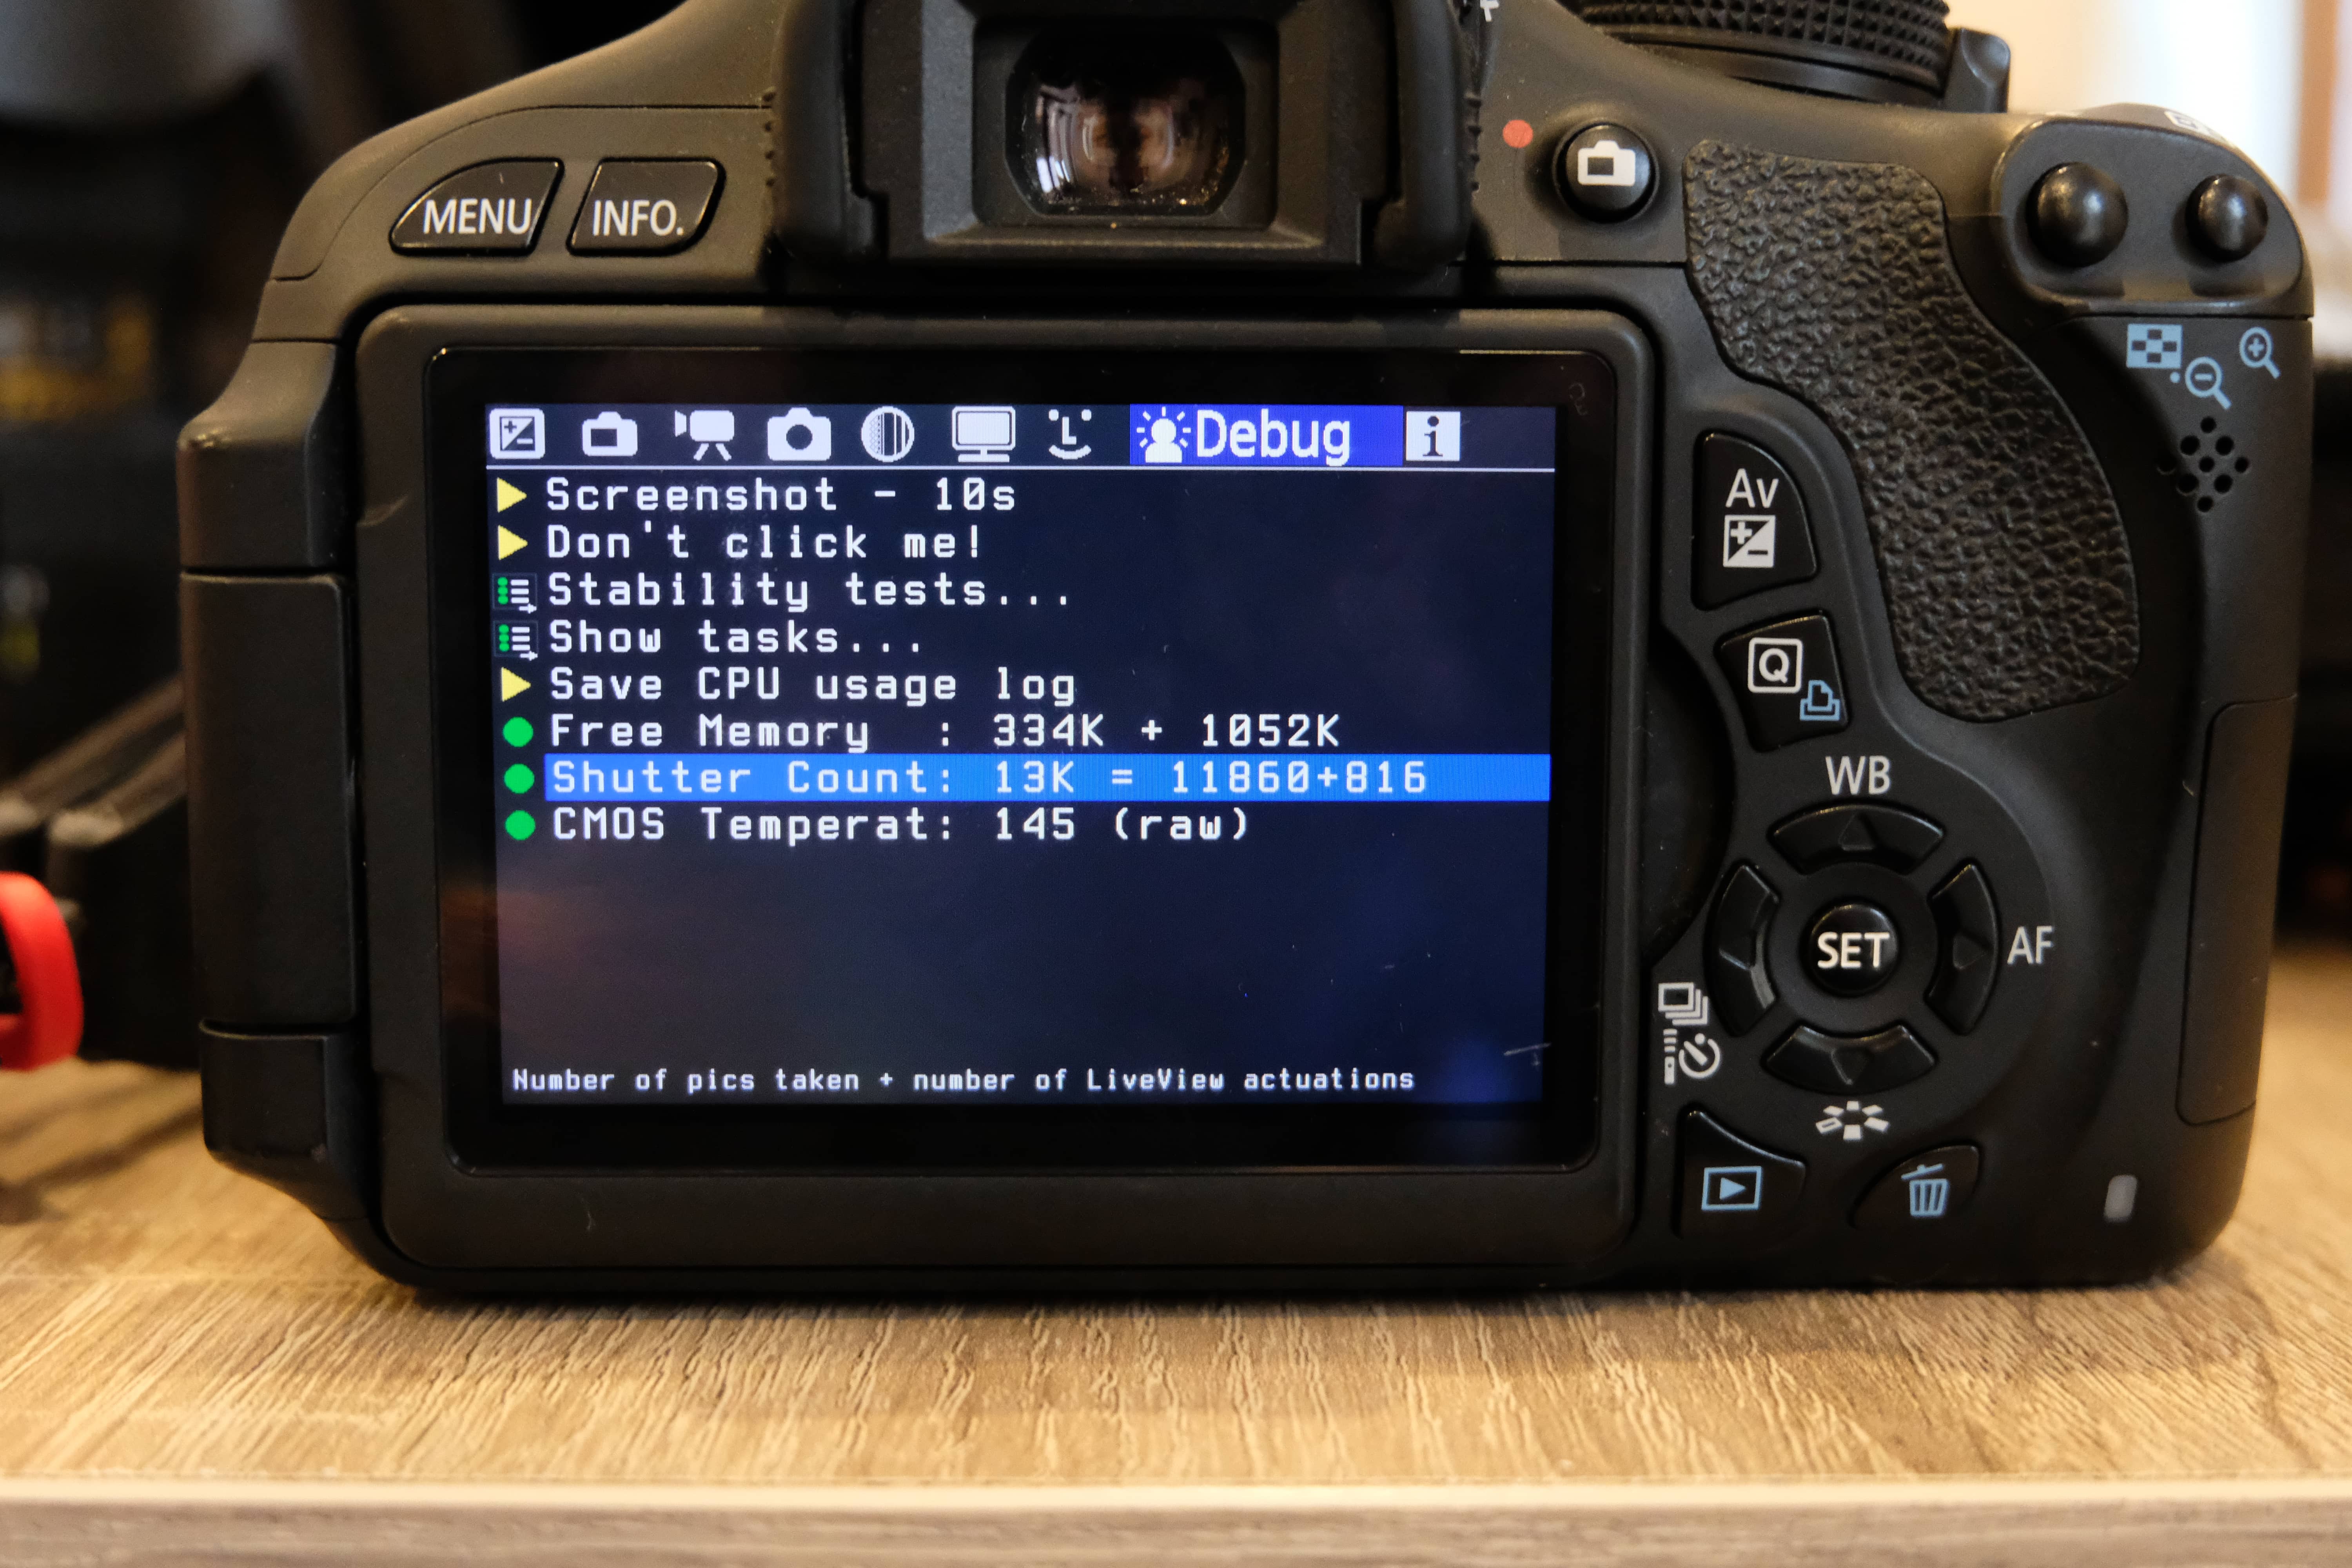 MENU INFO.
Debug
Screenshot - 10s
Don't click me!
Stability tests...
Show tasks...
Save CPU usage log
Free Memory  : 334K + 1052K
Shutter Count: 13K = 11860+816
CMOS Temperat: 145 (raw)
Number of pics taken + number of LiveView actuations
Av
Q
WB
SET
AF